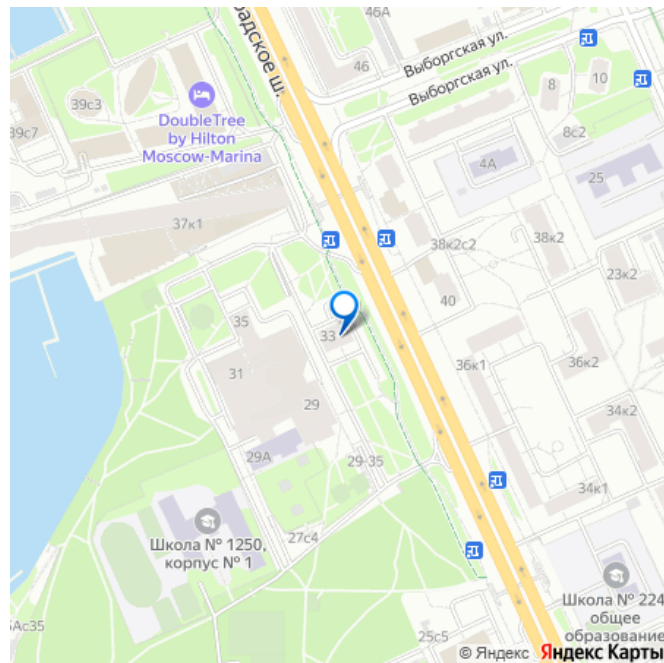 46А
адское ш.
46
Выборгская ул.
Выборгская ул.
10
8
39с3
DoubleTree
by Hilton
Moscow-Marina
39с7
8с2
4А
25
37к1
38к2с2
38к2
23к2
40
35
33
36к1
36к2
31
29
34к2
29А
29-35
34к1
Школа № 1250,
корпус № 1
27с4
Школа № 224,
общее
образование
25с5
© Яндекс Яндекс Карты